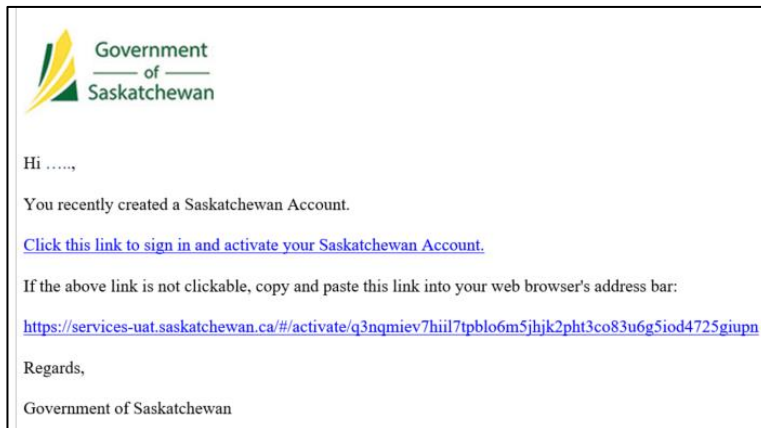 Government
of
Saskatchewan
Hi .....,
You recently created a Saskatchewan Account.
Click this link to sign in and activate your Saskatchewan Account.
If the above link is not clickable, copy and paste this link into your web browser's address bar:
https://services-uat.saskatchewan.ca/#/activate/q3nqmiev7hiil7tpblo6m5jhjk2pht3co83u6g5iod4725giupn
Regards,
Government of Saskatchewan